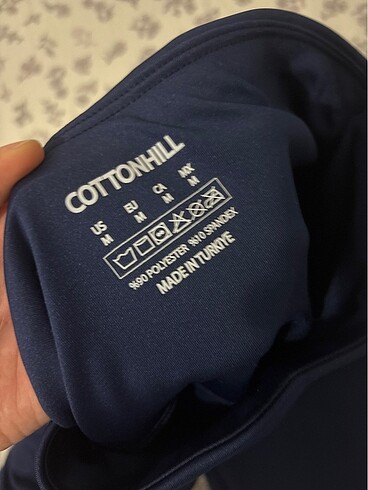 COTTONHILL
US EU CA MX
M M M M
%90 POLYESTER %10 SPANDEX
MADE IN TURKIYE